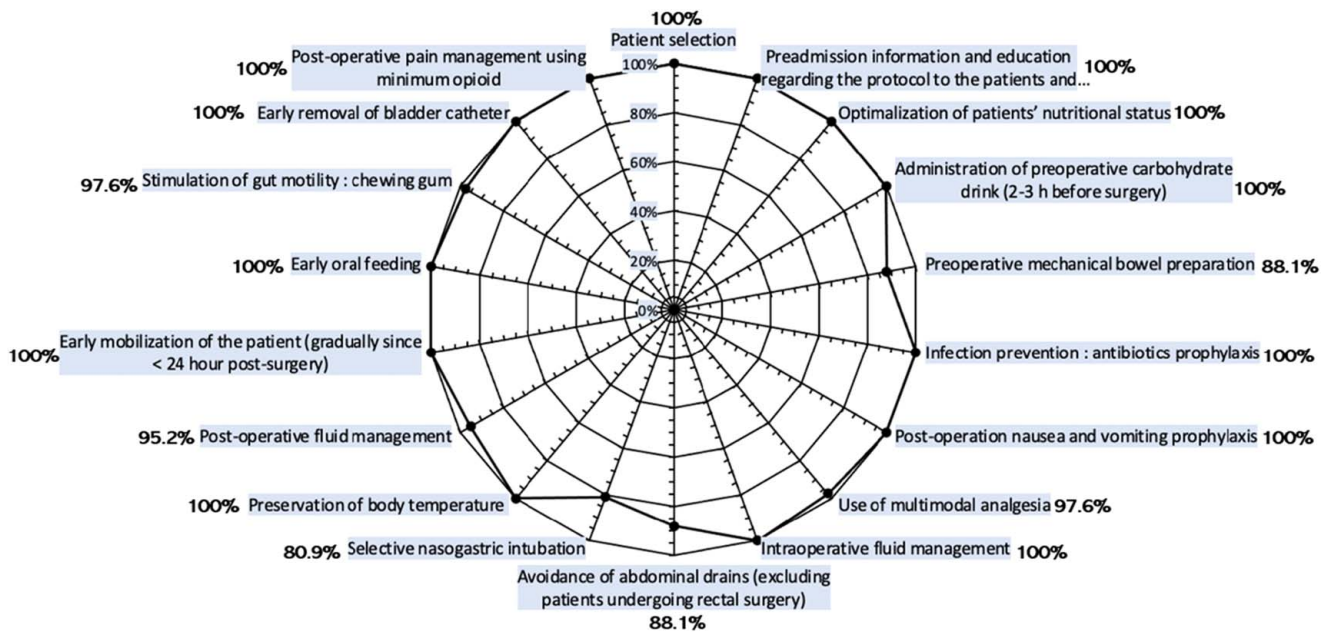 100%
Patient selection
Preadmission information and education
regarding the protocol to the patients and...
100%
Optimalization of patients' nutritional status 100%
Administration of preoperative carbohydrate
drink (2-3 h before surgery)
100%
Preoperative mechanical bowel preparation 88.1%
Infection prevention : antibiotics prophylaxis 100%
Post-operation nausea and vomiting prophylaxis 100%
Use of multimodal analgesia 97.6%
Intraoperative fluid management 100%
Avoidance of abdominal drains (excluding
patients undergoing rectal surgery)
88.1%
80.9% Selective nasogastric intubation
100% Preservation of body temperature
95.2% Post-operative fluid management
100%
Early mobilization of the patient (gradually since
< 24 hour post-surgery)
100% Early oral feeding
97.6% Stimulation of gut motility : chewing gum
100% Early removal of bladder catheter
100%
Post-operative pain management using
minimum opioid
100%
80%
60%
40%
20%
0%